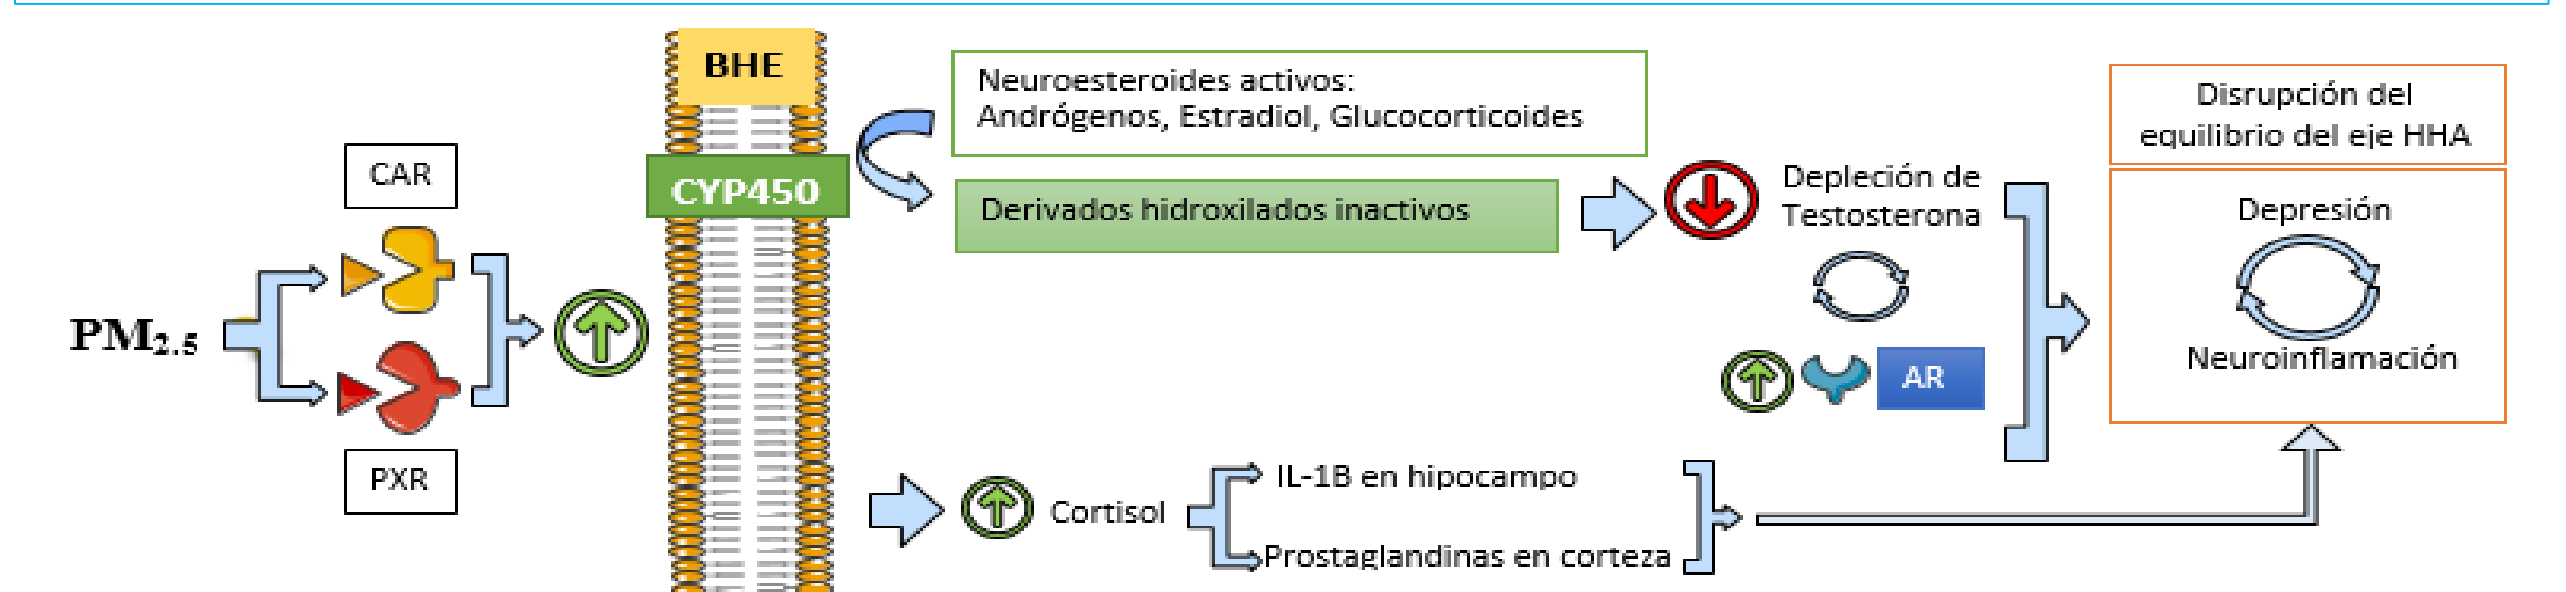 BHE
Neuroesteroides activos:
Andrógenos, Estradiol, Glucocorticoides
Disrupción del
equilibrio del eje HHA
CAR
CYP450
Derivados hidroxilados inactivos
Depleción de
Testosterona
Depresión
PM2.5
Neuroinflamación
AR
PXR
IL-1B en hipocampo
Cortisol
Prostaglandinas en corteza